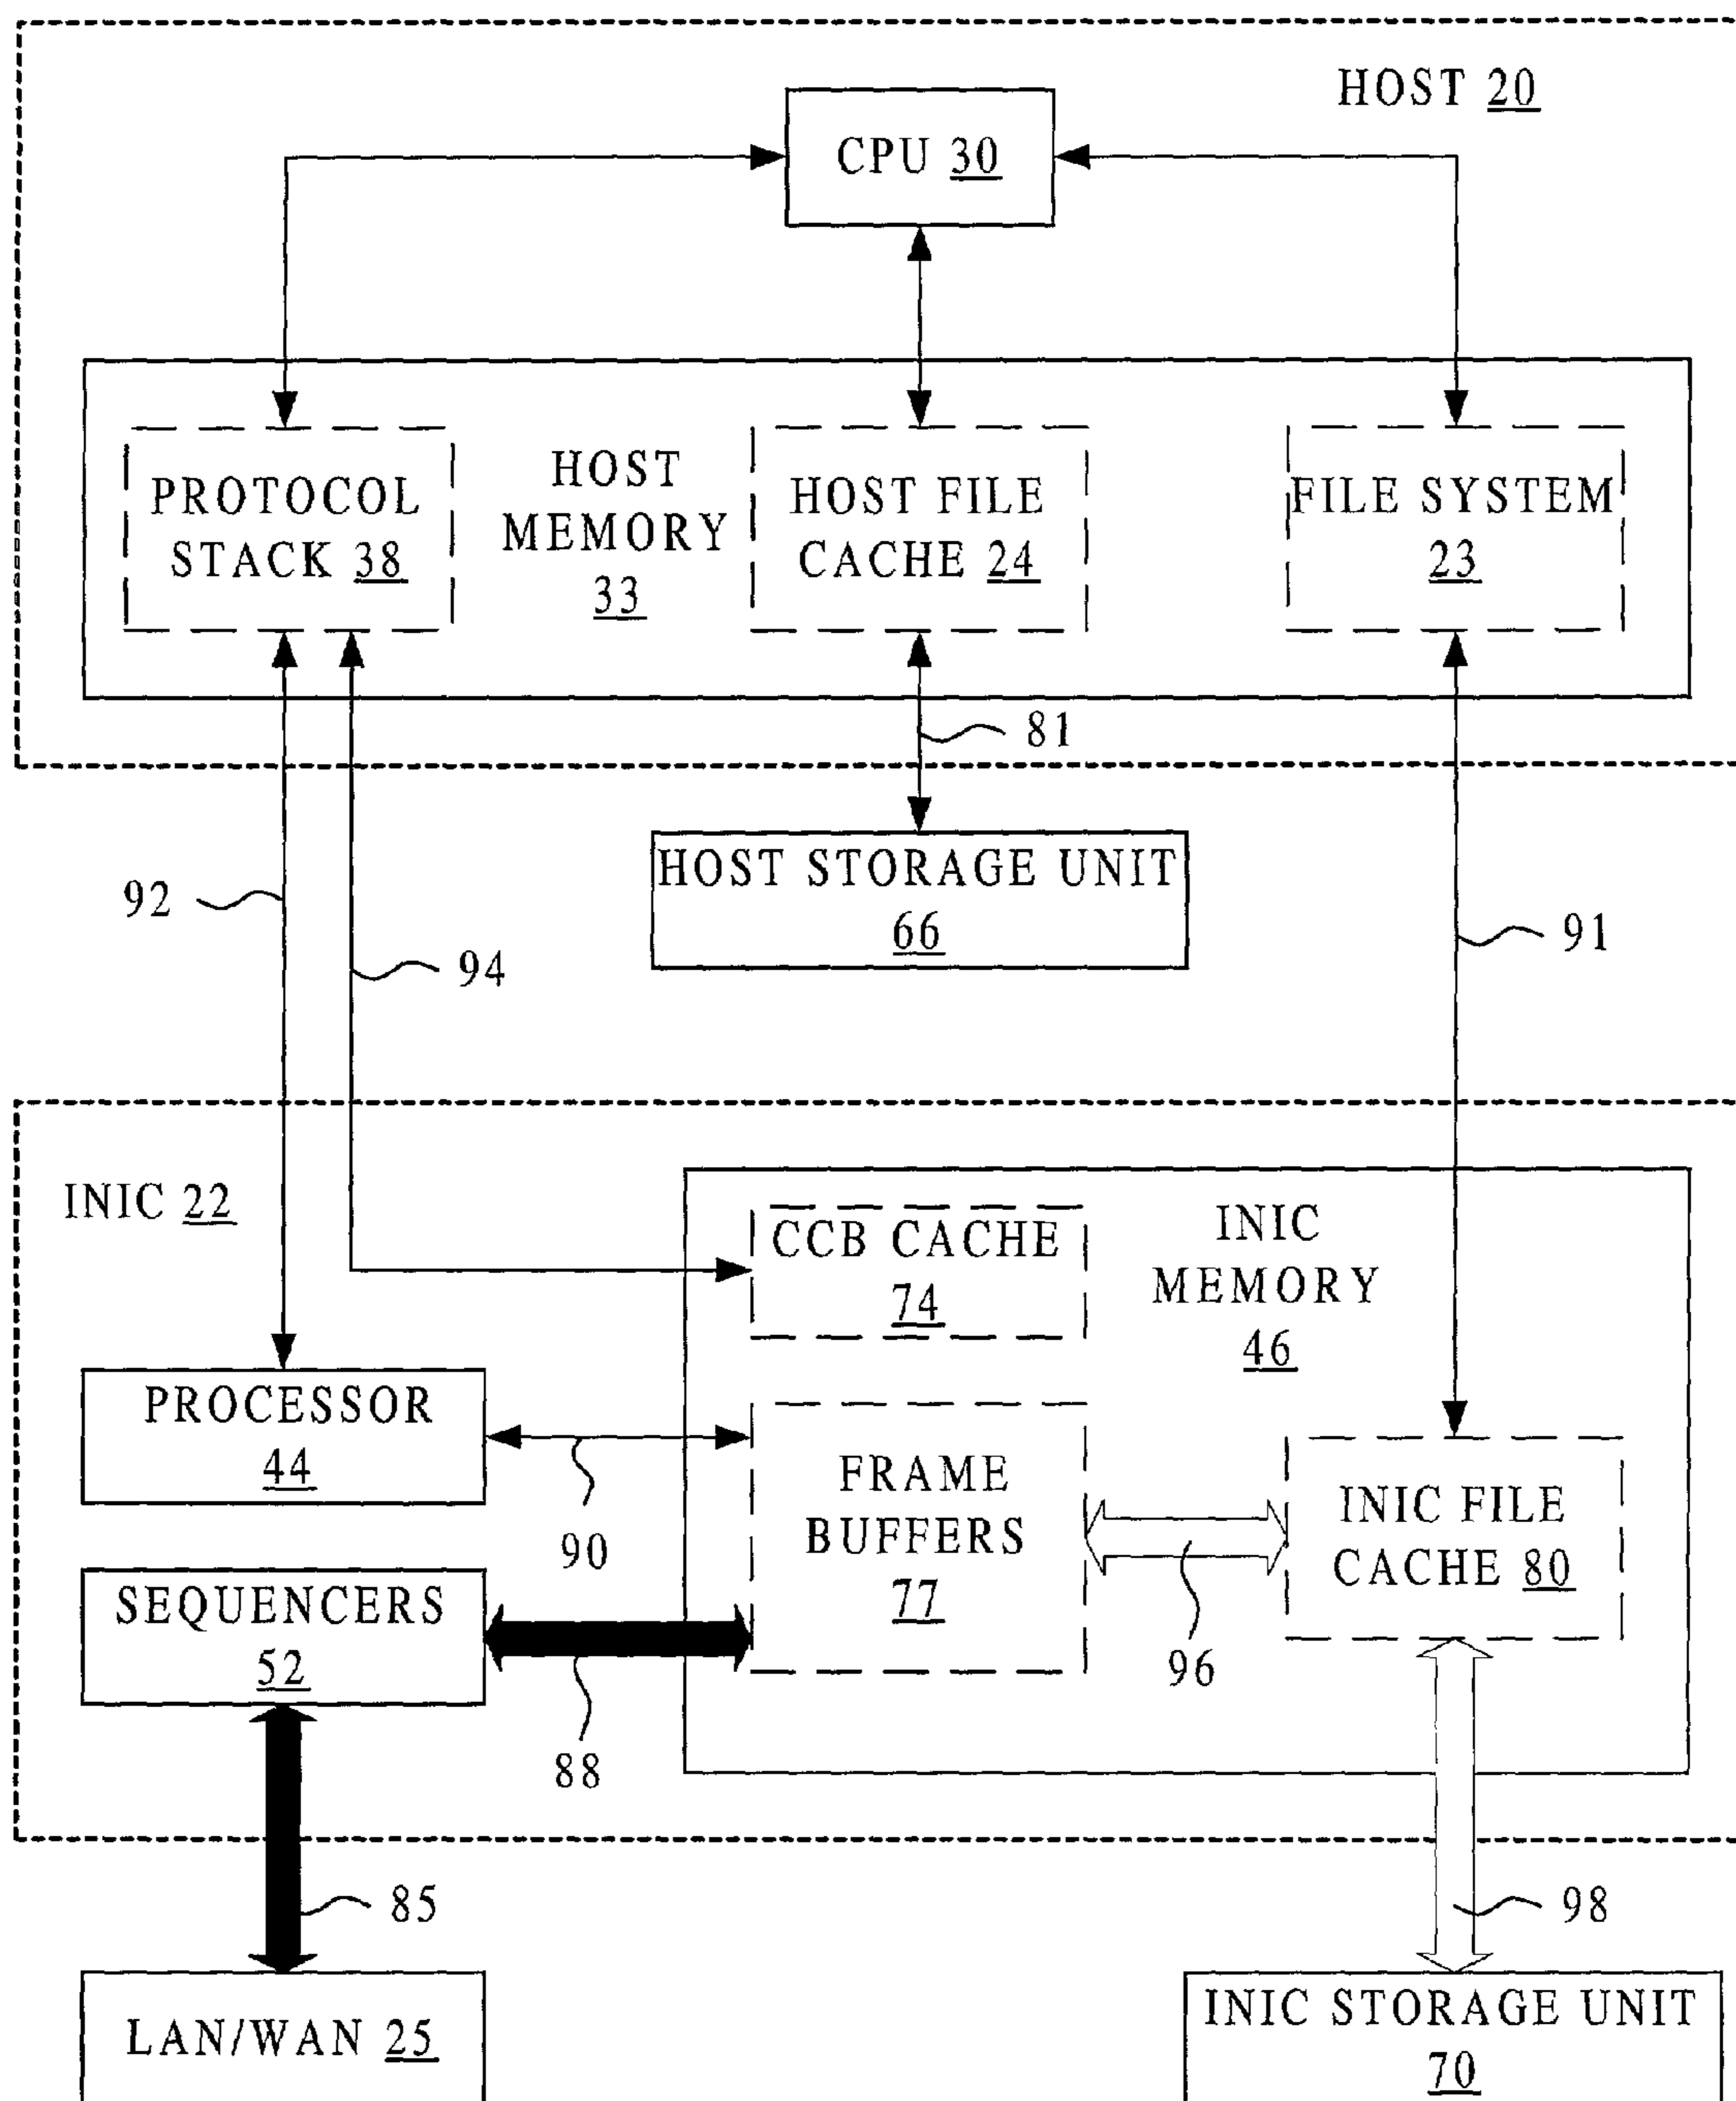 HOST 20
CPU 30
PROTOCOL
STACK 38
HOST
MEMORY
33
HOST FILE
CACHE 24
FILE SYSTEM
23
81
HOST STORAGE UNIT
66
92
94
91
INIC 22
CCB CACHE
74
INIC
MEMORY
46
PROCESSOR
44
90
FRAME
BUFFERS
77
INIC FILE
CACHE 80
96
SEQUENCERS
52
88
85
98
LAN/WAN 25
INIC STORAGE UNIT
70